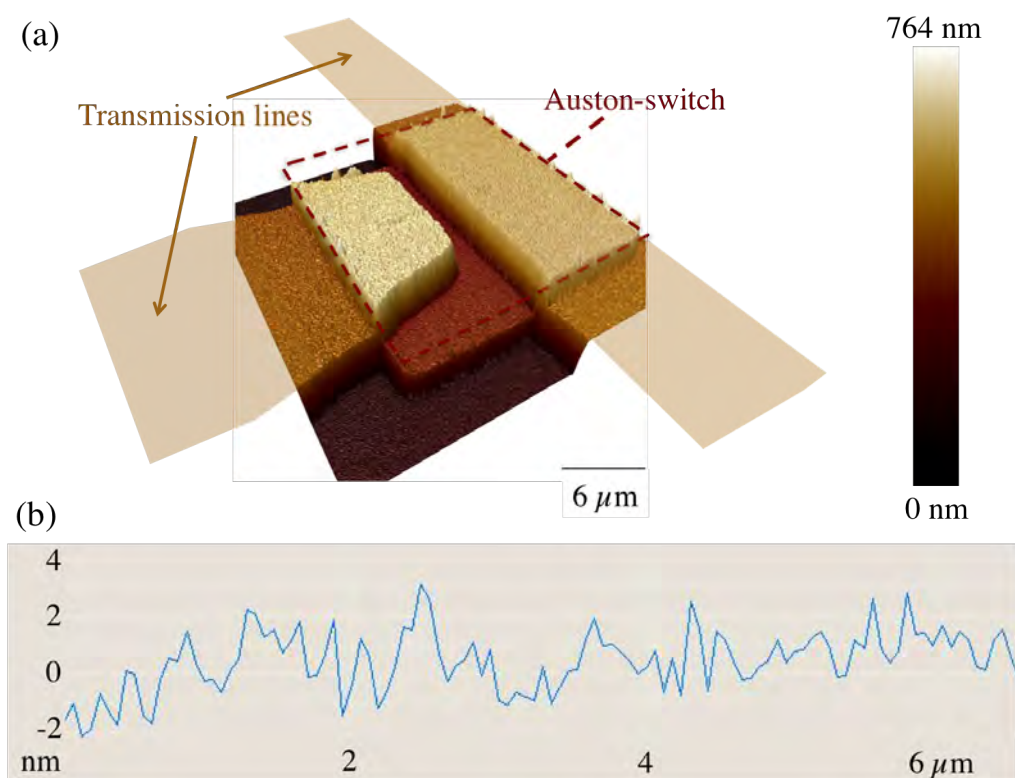 (a)
764 nm
Transmission lines
Auston-switch
6 µm
0 nm
(b)
4
2
0
-2
nm
2
4
6 µm